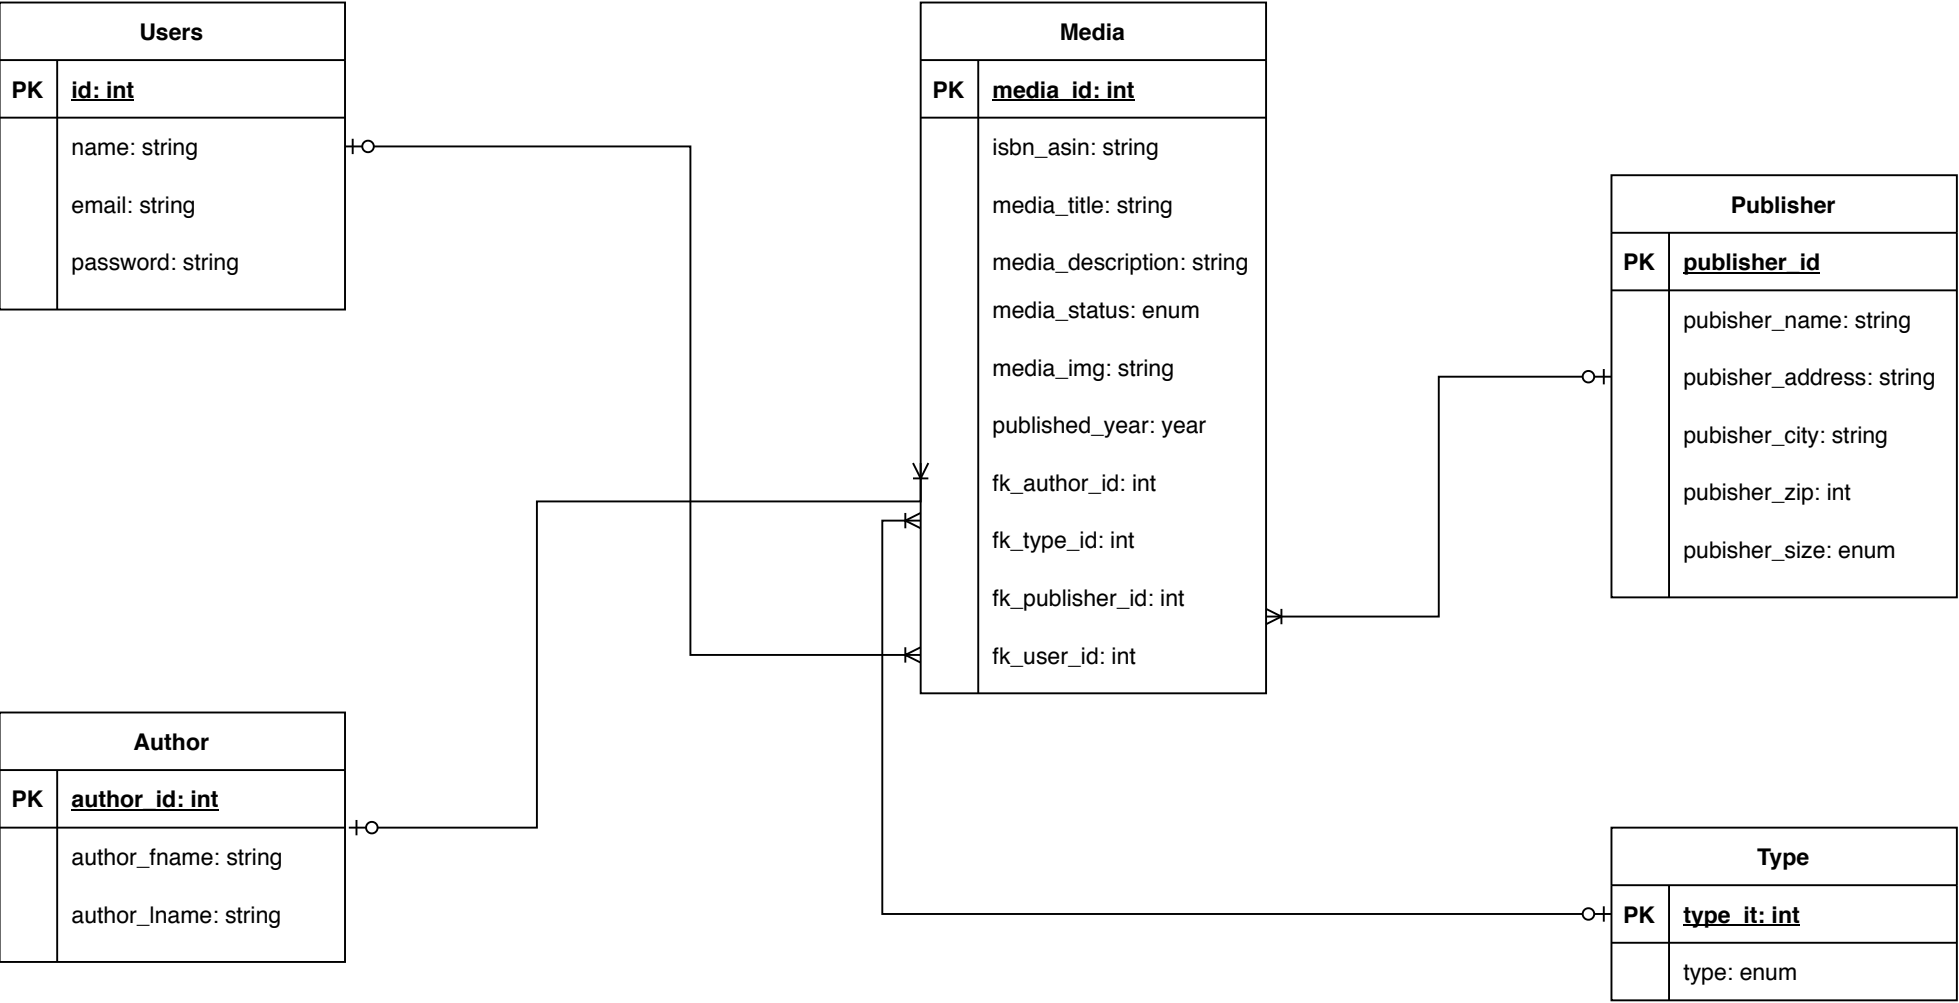 Users
PK id: int
name: string
email: string
password: string
Media
PK media_id: int
isbn_asin: string
media_title: string
media_description: string
media_status: enum
media_img: string
published_year: year
fk_author_id: int
fk_type_id: int
fk_publisher_id: int
fk_user_id: int
Publisher
PK publisher_id
pubisher_name: string
pubisher_address: string
pubisher_city: string
pubisher_zip: int
pubisher_size: enum
Author
PK author_id: int
author_fname: string
author_lname: string
Type
PK type_it: int
type: enum